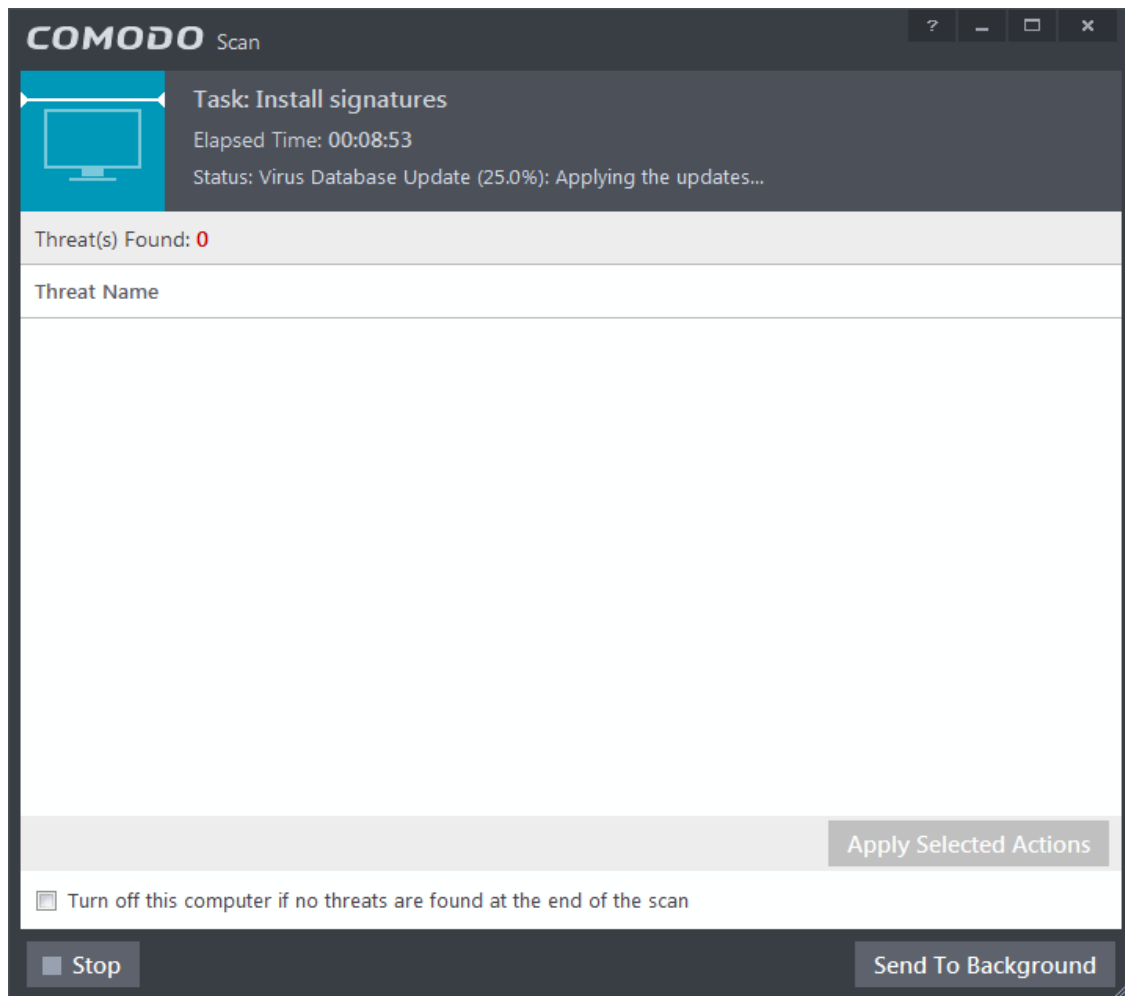 COMODO Scan
Task: Install signatures
Elapsed Time: 00:08:53
Status: Virus Database Update (25.0%): Applying the updates...
Threat(s) Found: 0
Threat Name
Apply Selected Actions
Turn off this computer if no threats are found at the end of the scan
Stop
Send To Background